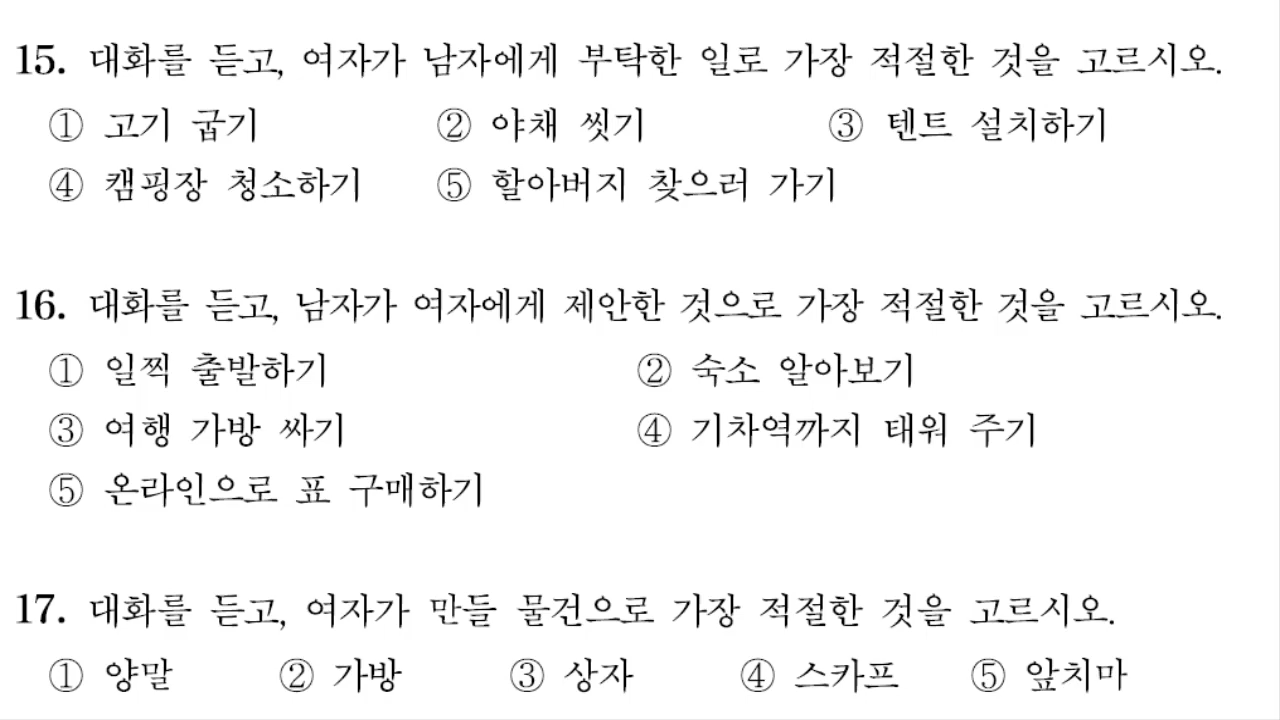 15. 대화를 듣고, 여자가 남자에게 부탁한 일로 가장 적절한 것을 고르시오.
① 고기 굽기 ② 야채 씻기 ③ 텐트 설치하기
④ 캠핑장 청소하기 ⑤ 할아버지 찾으러 가기
16. 대화를 듣고, 남자가 여자에게 제안한 것으로 가장 적절한 것을 고르시오.
① 일찍 출발하기 ② 숙소 알아보기
③ 여행 가방 싸기 ④ 기차역까지 태워 주기
⑤ 온라인으로 표 구매하기
17. 대화를 듣고, 여자가 만들 물건으로 가장 적절한 것을 고르시오.
① 양말 ② 가방 ③ 상자 ④ 스카프 ⑤ 앞치마